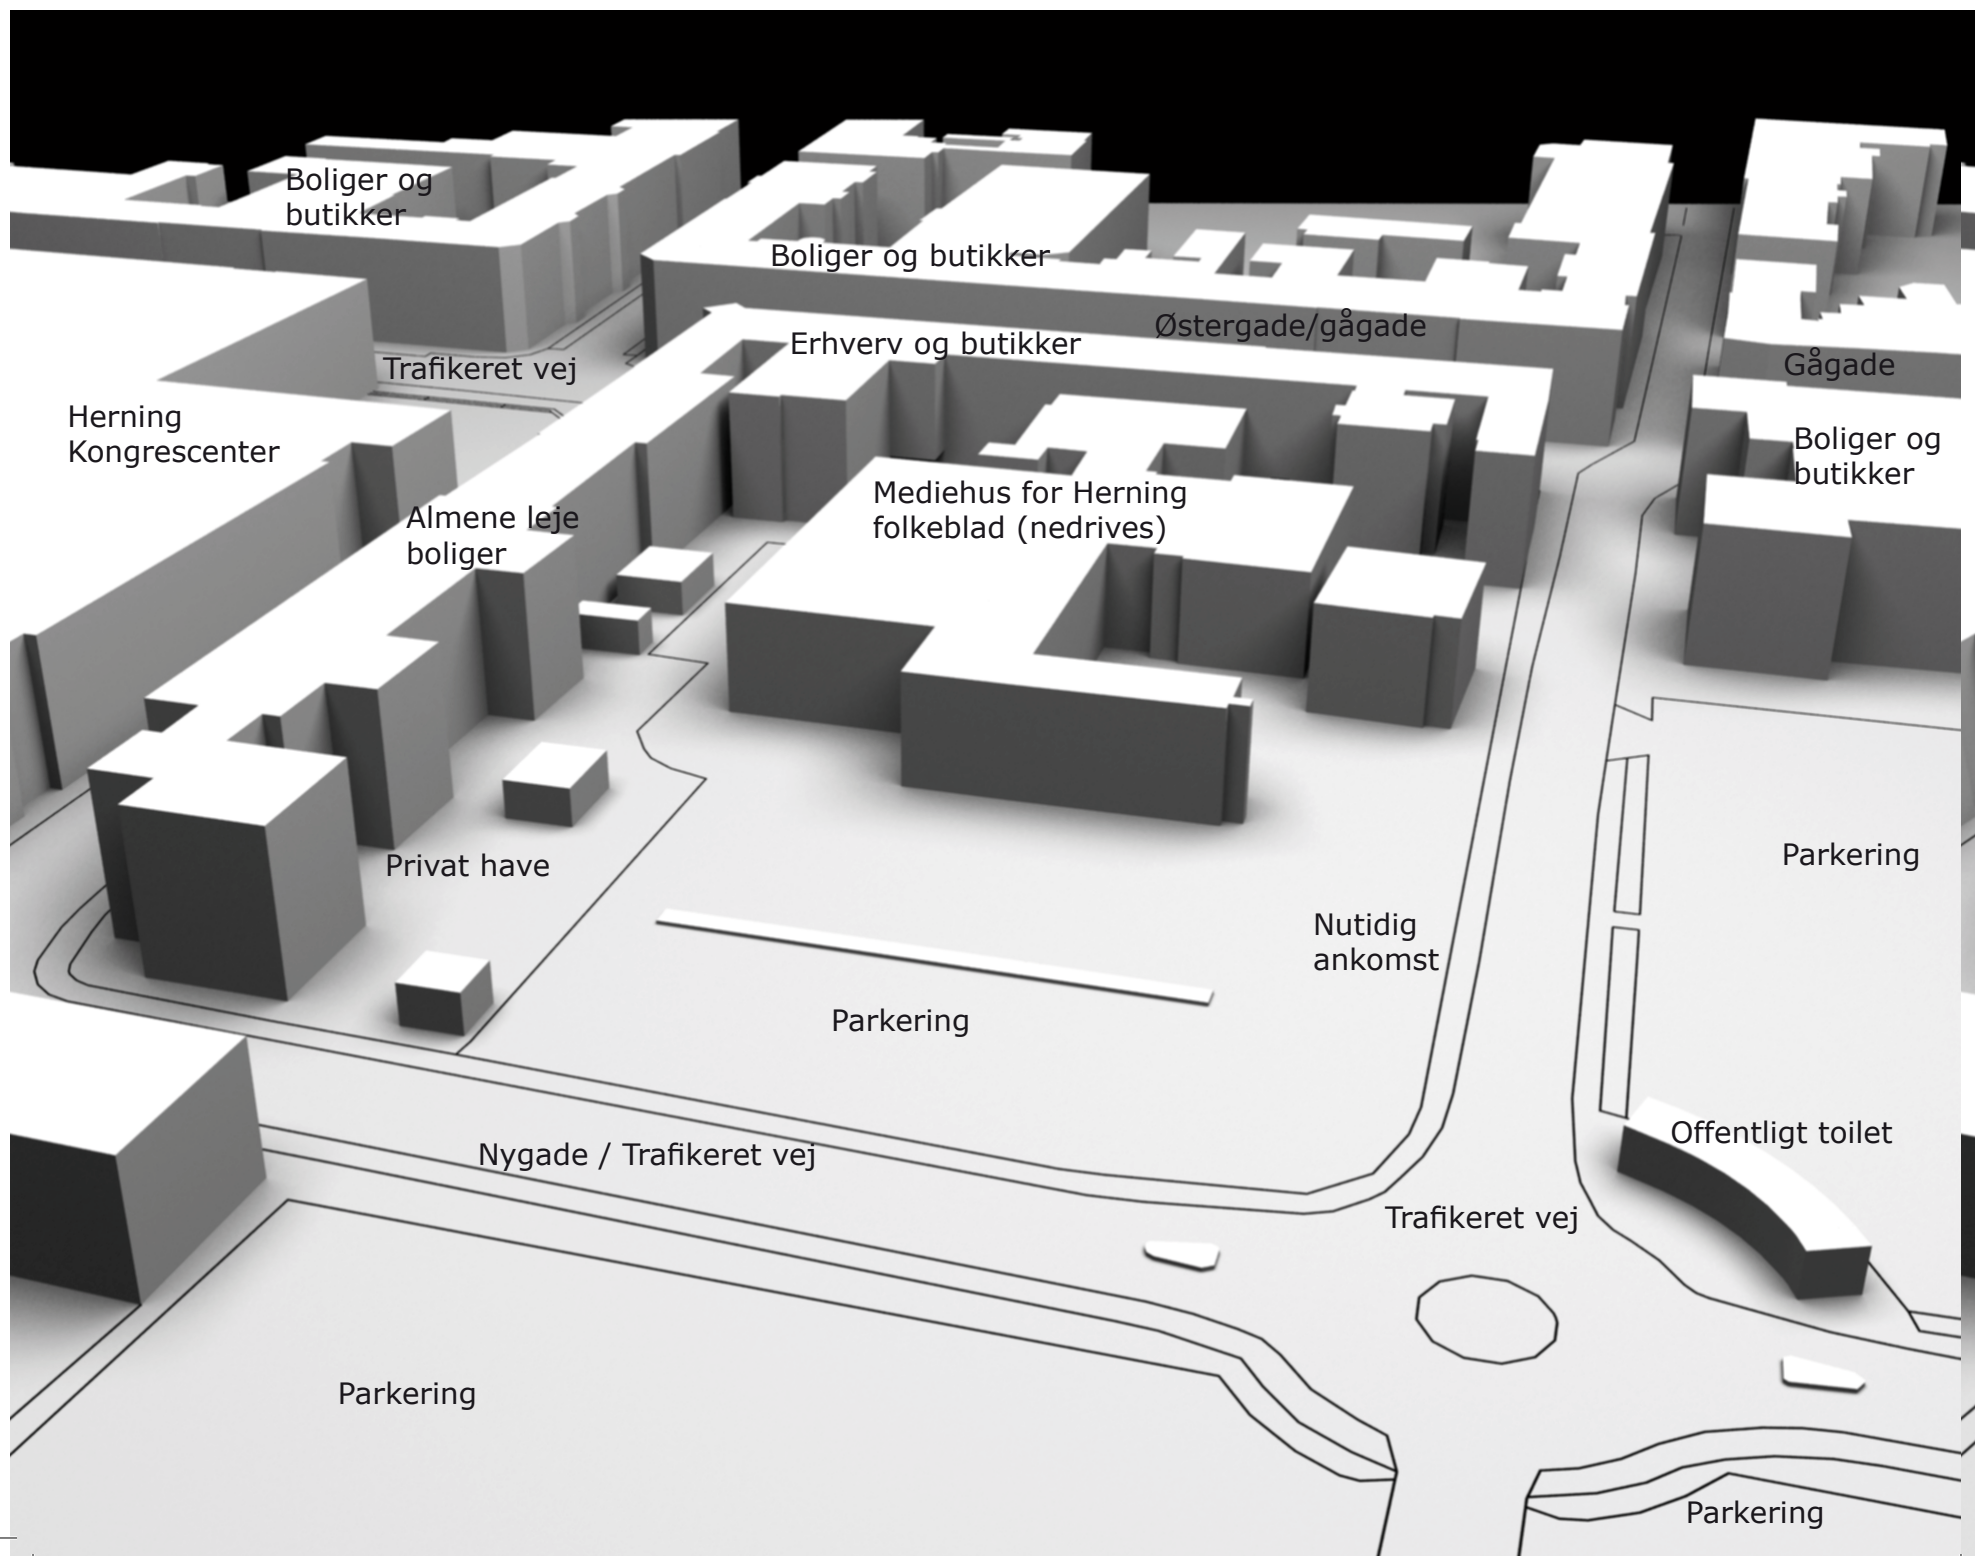 Boliger og
butikker
Boliger og butikker
Østergade/gågade
Erhverv og butikker
Gågade
Trafikeret vej
Herning
Kongrescenter
Boliger og
butikker
Mediehus for Herning
folkeblad (nedrives)
Almene leje
boliger
Privat have
Parkering
Nutidig
ankomst
Parkering
Offentligt toilet
Nygade / Trafikeret vej
Trafikeret vej
Parkering
Parkering